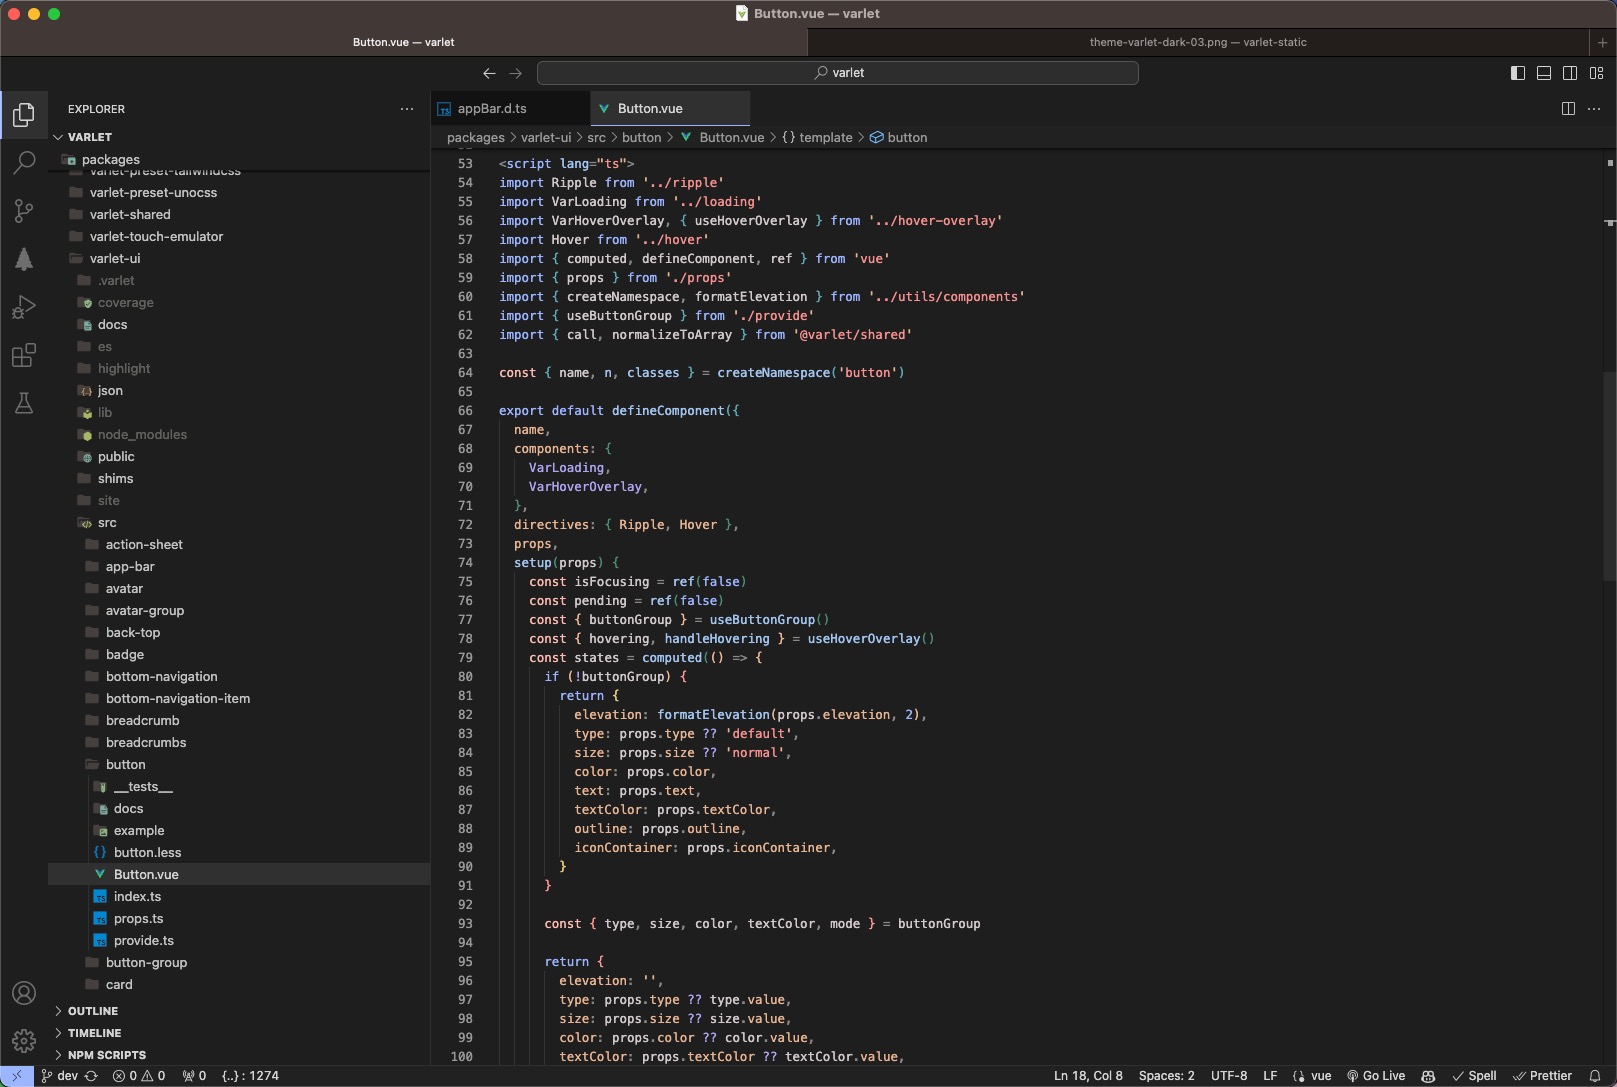 Button.vue — varlet
Button.vue — varlet
theme-varlet-dark-03.png — varlet-static
varlet
EXPLORER
VARLET
packages
varlet-preset-tailwindcss
varlet-preset-unocss
varlet-shared
varlet-touch-emulator
varlet-ui
.varlet
coverage
docs
es
highlight
json
lib
node_modules
public
shims
site
src
action-sheet
app-bar
avatar
avatar-group
back-top
badge
bottom-navigation
bottom-navigation-item
breadcrumb
breadcrumbs
button
__tests__
docs
example
button.less
Button.vue
index.ts
props.ts
provide.ts
button-group
card
OUTLINE
TIMELINE
NPM SCRIPTS
appBar.d.ts
Button.vue
packages > varlet-ui > src > button > Button.vue > {} template > button
53 <script lang="ts">
54 import Ripple from '../ripple'
55 import VarLoading from '../loading'
56 import VarHoverOverlay, { useHoverOverlay } from '../hover-overlay'
57 import Hover from '../hover'
58 import { computed, defineComponent, ref } from 'vue'
59 import { props } from './props'
60 import { createNamespace, formatElevation } from '../utils/components'
61 import { useButtonGroup } from './provide'
62 import { call, normalizeToArray } from '@varlet/shared'
63
64 const { name, n, classes } = createNamespace('button')
65
66 export default defineComponent({
67 name,
68 components: {
69 VarLoading,
70 VarHoverOverlay,
71 },
72 directives: { Ripple, Hover },
73 props,
74 setup(props) {
75 const isFocusing = ref(false)
76 const pending = ref(false)
77 const { buttonGroup } = useButtonGroup()
78 const { hovering, handleHovering } = useHoverOverlay()
79 const states = computed(() => {
80 if (!buttonGroup) {
81 return {
82 elevation: formatElevation(props.elevation, 2),
83 type: props.type ?? 'default',
84 size: props.size ?? 'normal',
85 color: props.color,
86 text: props.text,
87 textColor: props.textColor,
88 outline: props.outline,
89 iconContainer: props.iconContainer,
90 }
91 }
92
93 const { type, size, color, textColor, mode } = buttonGroup
94
95 return {
96 elevation: '',
97 type: props.type ?? type.value,
98 size: props.size ?? size.value,
99 color: props.color ?? color.value,
100 textColor: props.textColor ?? textColor.value,
dev 0 0 0 {..} : 1274 Ln 18, Col 8 Spaces: 2 UTF-8 LF vue Go Live Spell Prettier